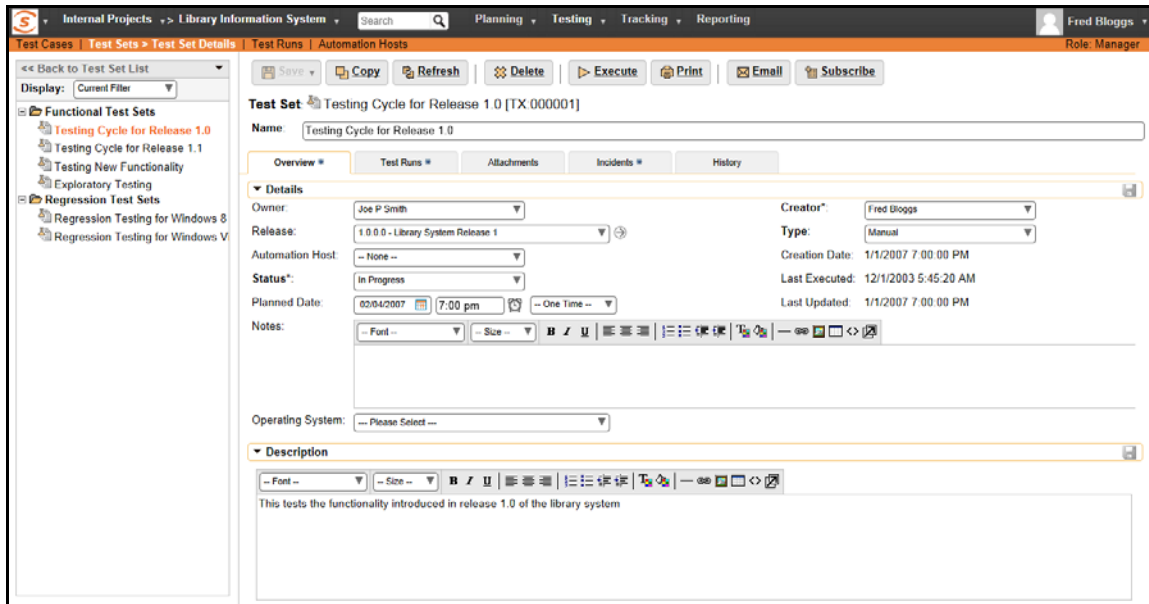 Internal Projects > Library Information System Search Planning Testing Tracking Reporting Fred Bloggs
Test Cases | Test Sets > Test Set Details | Test Runs | Automation Hosts Role: Manager
<< Back to Test Set List
Display: Current Filter
Functional Test Sets
Testing Cycle for Release 1.0
Testing Cycle for Release 1.1
Testing New Functionality
Exploratory Testing
Regression Test Sets
Regression Testing for Windows 8
Regression Testing for Windows V
Save Copy Refresh Delete Execute Print Email Subscribe
Test Set: Testing Cycle for Release 1.0 [TX:000001]
Name: Testing Cycle for Release 1.0
Overview Test Runs Attachments Incidents History
Details
Owner: Joe P Smith Creator*: Fred Bloggs
Release: 1.0.0.0 - Library System Release 1 Type: Manual
Automation Host: -- None -- Creation Date: 1/1/2007 7:00:00 PM
Status*: In Progress Last Executed: 12/1/2003 5:45:20 AM
Planned Date: 02/04/2007 7:00 pm -- One Time -- Last Updated: 1/1/2007 7:00:00 PM
Notes: -- Font -- -- Size -- B I U
Operating System: --- Please Select ---
Description
-- Font -- -- Size -- B I U
This tests the functionality introduced in release 1.0 of the library system